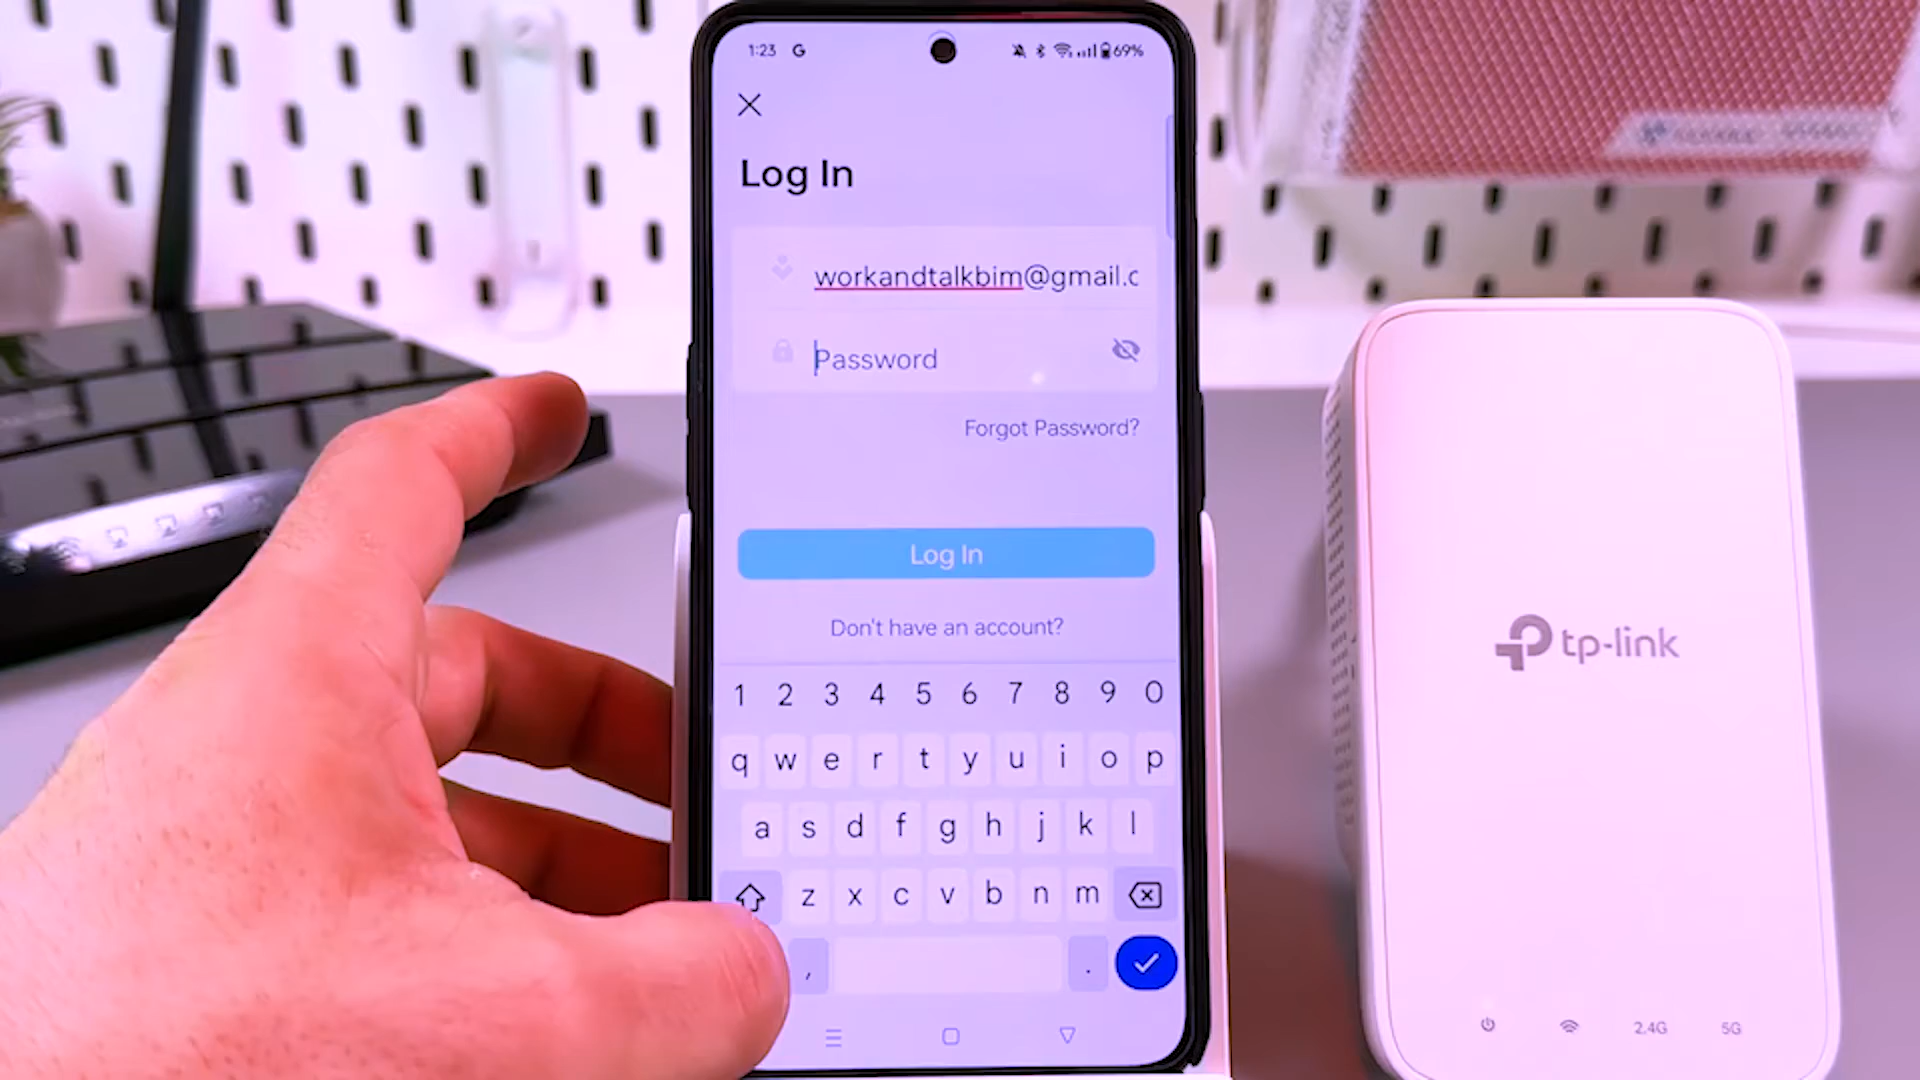 1:23 G 69%
Log In
workandtalkbim@gmail.c
Password
Forgot Password?
Log In
Don't have an account?
1 2 3 4 5 6 7 8 9 0
q w e r t y u i o p
a s d f g h j k l
z x c v b n m
, .
tp-link
2.4G 5G